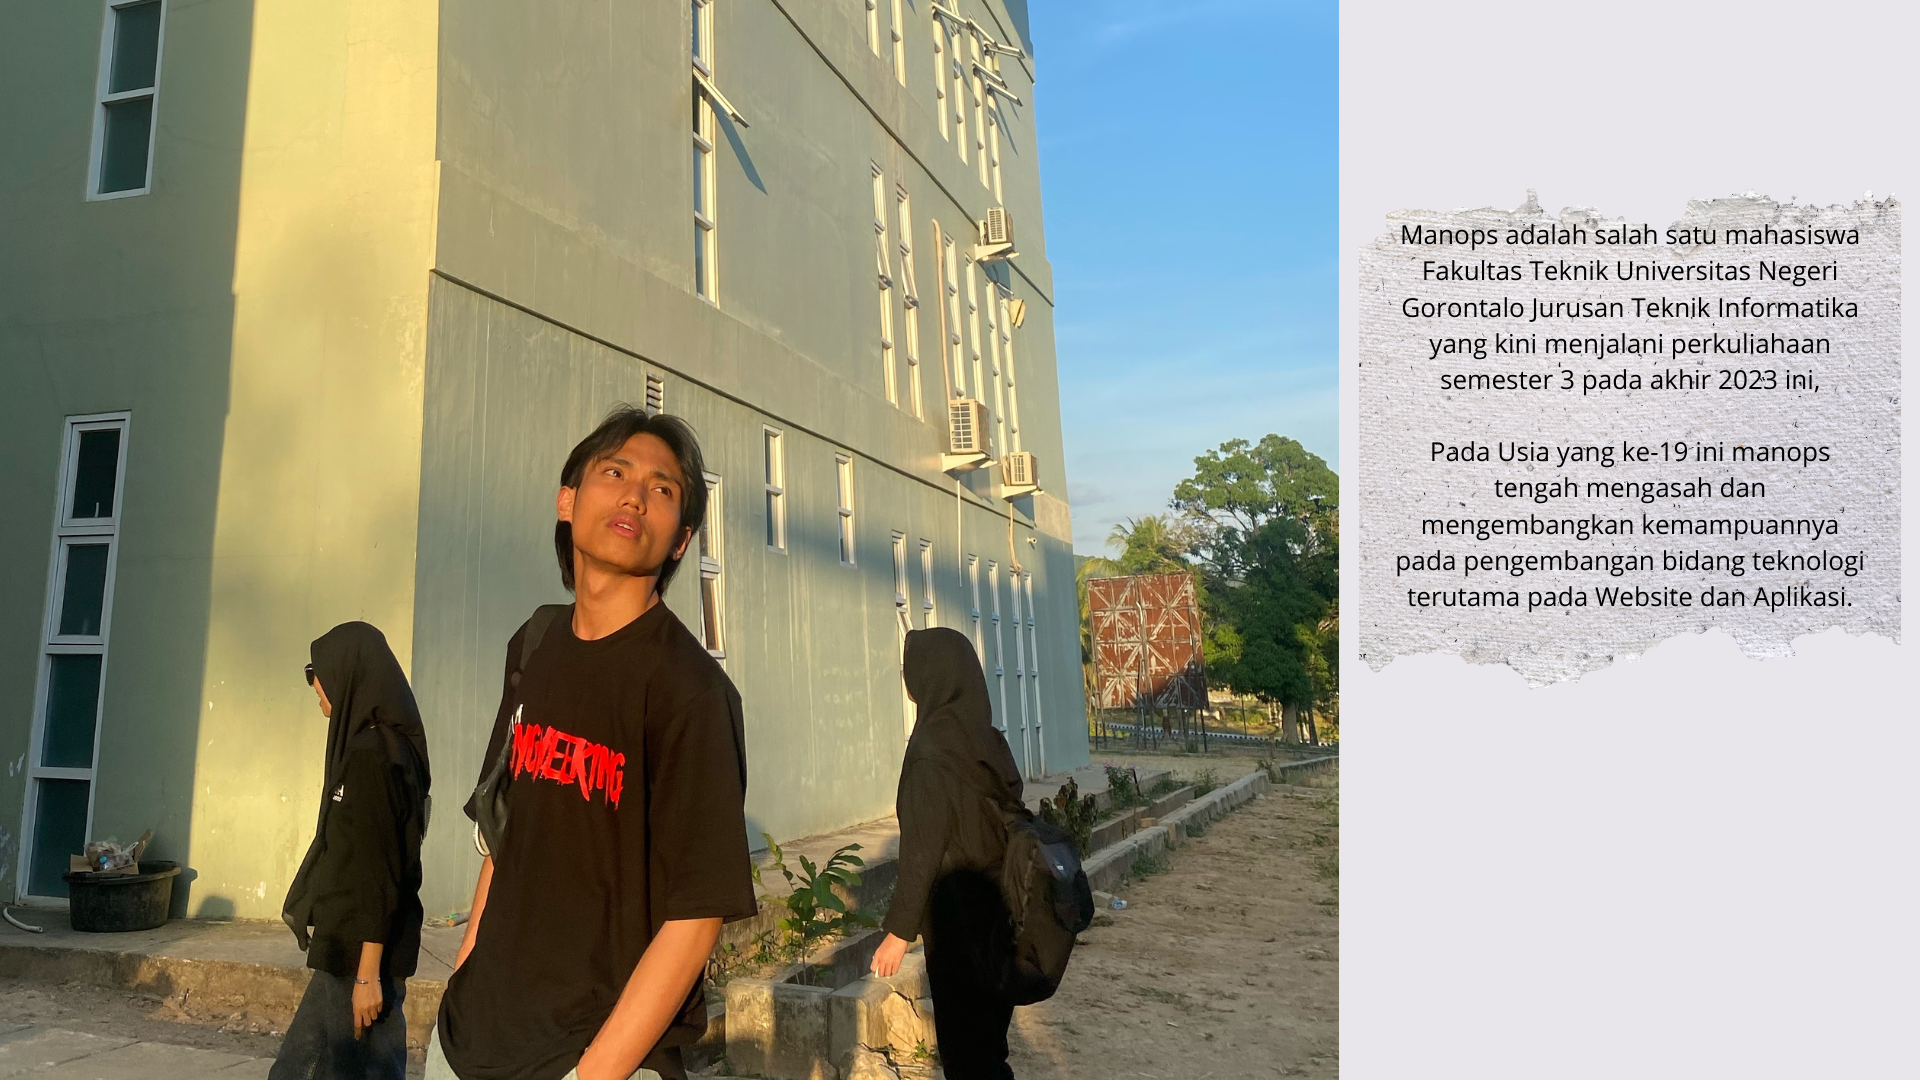 NGINEERING
Manops adalah salah satu mahasiswa
Fakultas Teknik Universitas Negeri
Gorontalo Jurusan Teknik Informatika
yang kini menjalani perkuliahaan
semester 3 pada akhir 2023 ini,
Pada Usia yang ke-19 ini manops
tengah mengasah dan
mengembangkan kemampuannya
pada pengembangan bidang teknologi
terutama pada Website dan Aplikasi.